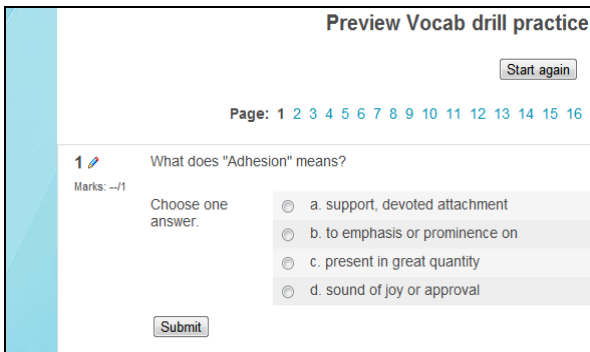 Preview Vocab drill practice
Start again
Page: 1 2 3 4 5 6 7 8 9 10 11 12 13 14 15 16
1
What does "Adhesion" means?
Marks: --/1
Choose one answer.
a. support, devoted attachment
b. to emphasis or prominence on
c. present in great quantity
d. sound of joy or approval
Submit